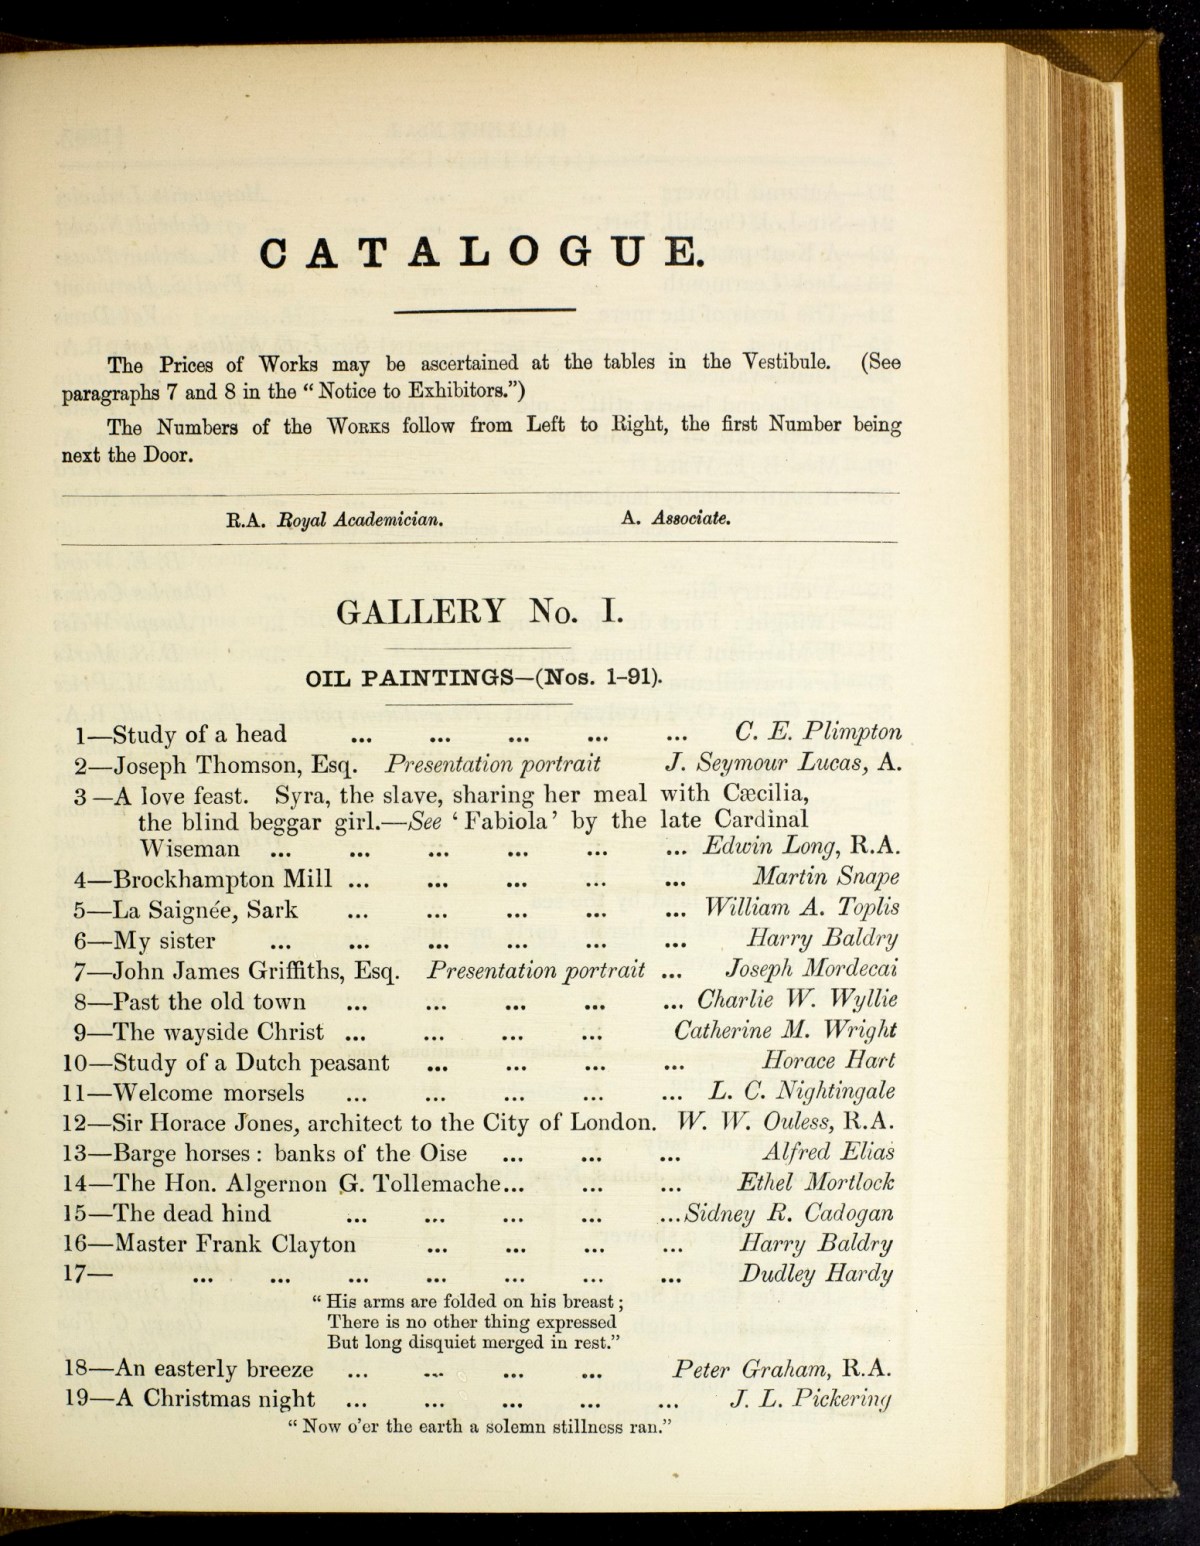 CATALOGUE.
The Prices of Works may be ascertained at the tables in the Vestibule. (See
paragraphs 7 and 8 in the “Notice to Exhibitors.”)
The Numbers of the WORKS follow from Left to Right, the first Number being
next the Door.
R.A. Royal Academician. A. Associate.
GALLERY No. I.
OIL PAINTINGS—(Nos. 1–91).
1—Study of a head ... ... ... ... ... C. E. Plimpton
2—Joseph Thomson, Esq. Presentation portrait J. Seymour Lucas, A.
3—A love feast. Syra, the slave, sharing her meal with Cæcilia,
the blind beggar girl.—See ‘Fabiola’ by the late Cardinal
Wiseman ... ... ... ... ... ... Edwin Long, R.A.
4—Brockhampton Mill ... ... ... ... ... Martin Snape
5—La Saignée, Sark ... ... ... ... ... William A. Toplis
6—My sister ... ... ... ... ... ... Harry Baldry
7—John James Griffiths, Esq. Presentation portrait ... Joseph Mordecai
8—Past the old town ... ... ... ... ... Charlie W. Wyllie
9—The wayside Christ ... ... ... ... Catherine M. Wright
10—Study of a Dutch peasant ... ... ... ... Horace Hart
11—Welcome morsels ... ... ... ... ... L. C. Nightingale
12—Sir Horace Jones, architect to the City of London. W. W. Ouless, R.A.
13—Barge horses : banks of the Oise ... ... ... Alfred Elias
14—The Hon. Algernon G. Tollemache... ... ... Ethel Mortlock
15—The dead hind ... ... ... ... ...Sidney R. Cadogan
16—Master Frank Clayton ... ... ... ... Harry Baldry
17— ... ... ... ... ... ... ... Dudley Hardy
“His arms are folded on his breast ;
There is no other thing expressed
But long disquiet merged in rest.”
18—An easterly breeze ... ... ... ... Peter Graham, R.A.
19—A Christmas night ... ... ... ... ... J. L. Pickering
“Now o’er the earth a solemn stillness ran.”